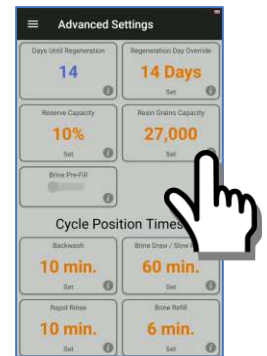 Advanced Settings
Days Until Regeneration
14
Regeneration Day Override
14 Days
Set
Reserve Capacity
10%
Set
Resin Grains Capacity
27,000
Set
Brine Pre-Fill
Cycle Position Times
Backwash
10 min.
Set
Brine Draw / Slow
60 min.
Set
Rapid Rinse
10 min.
Set
Brine Refill
6 min.
Set